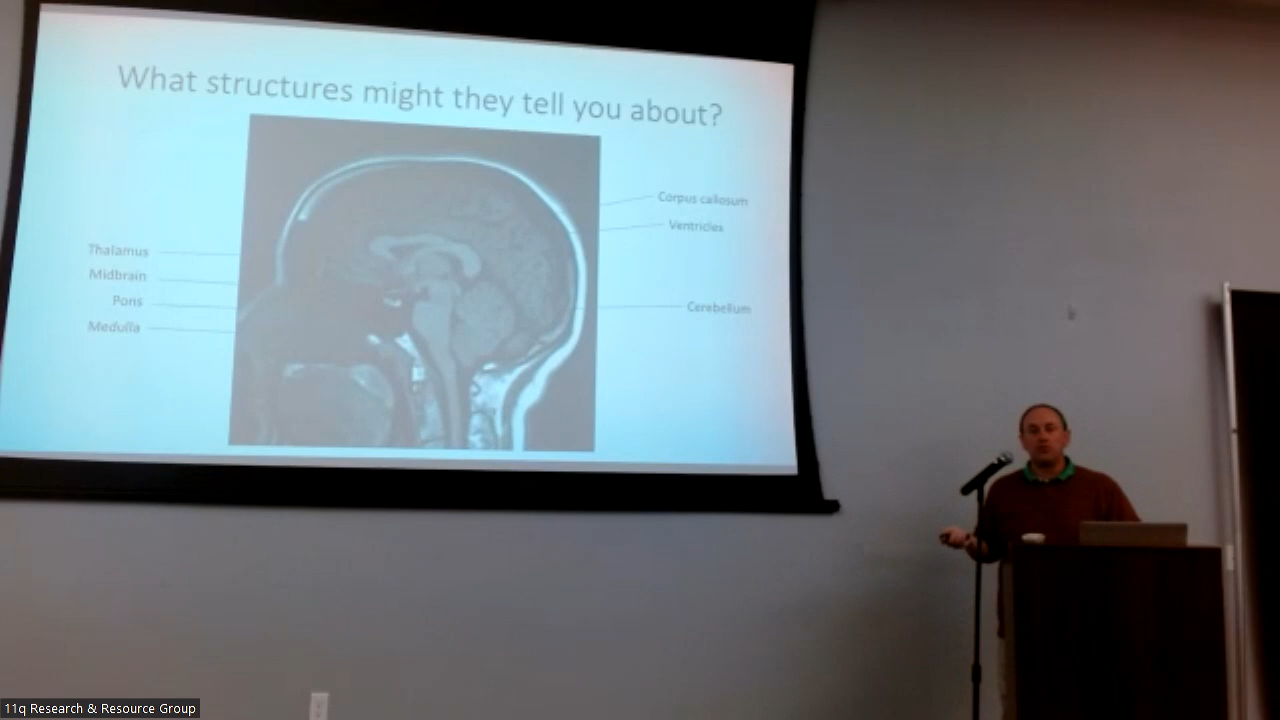 What structures might they tell you about?
Corpus callosum
Ventricles
Thalamus
Midbrain
Pons
Medulla
Cerebellum
11q Research & Resource Group